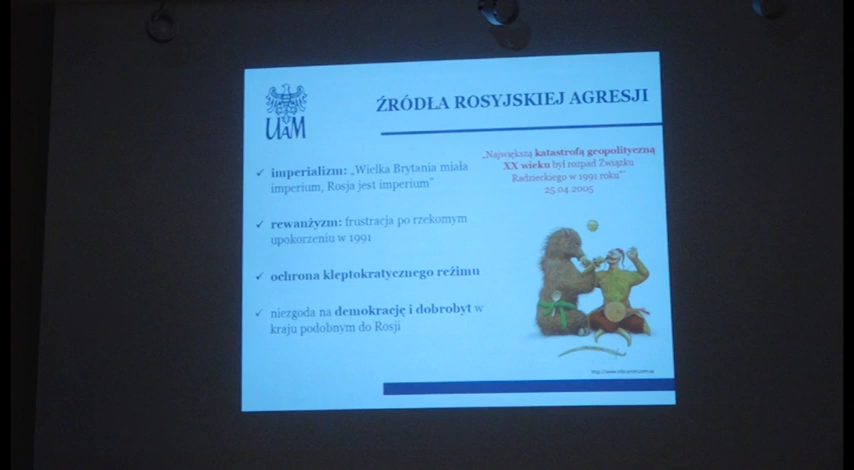 UAM
ŹRÓDŁA ROSYJSKIEJ AGRESJI
✓ imperializm: „Wielka Brytania miała
imperium, Rosja jest imperium"
✓ rewanżyzm: frustracja po rzekomym
upokorzeniu w 1991
✓ ochrona kleptokratycznego reżimu
✓ niezgoda na demokrację i dobrobyt w
kraju podobnym do Rosji
„Największą katastrofą geopolityczną
XX wieku był rozpad Związku
Radzieckiego w 1991 roku"
25.04.2005